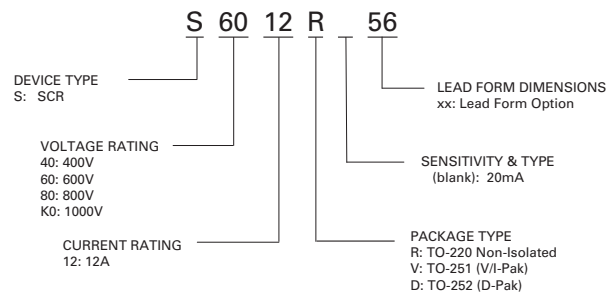 S 60 12 R _ 56
DEVICE TYPE
S: SCR
VOLTAGE RATING
40: 400V
60: 600V
80: 800V
K0: 1000V
CURRENT RATING
12: 12A
LEAD FORM DIMENSIONS
xx: Lead Form Option
SENSITIVITY & TYPE
(blank): 20mA
PACKAGE TYPE
R: TO-220 Non-Isolated
V: TO-251 (V/I-Pak)
D: TO-252 (D-Pak)